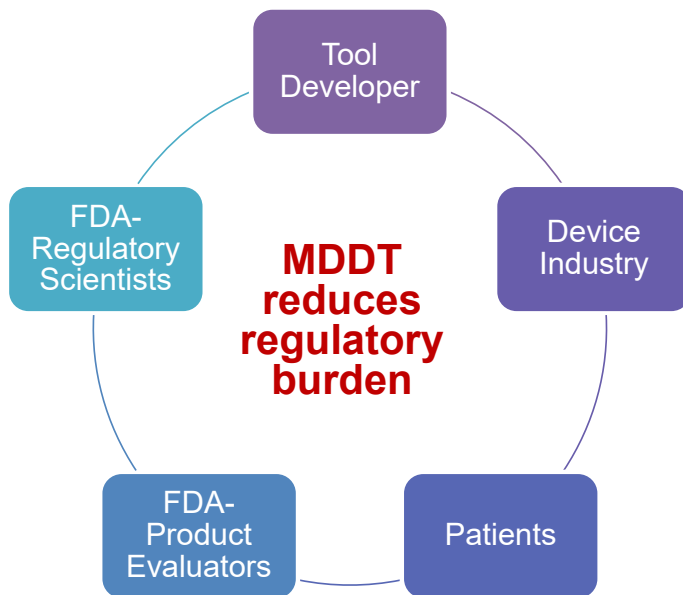 Tool
Developer
Device
Industry
Patients
FDA-
Product
Evaluators
FDA-
Regulatory
Scientists
MDDT
reduces
regulatory
burden